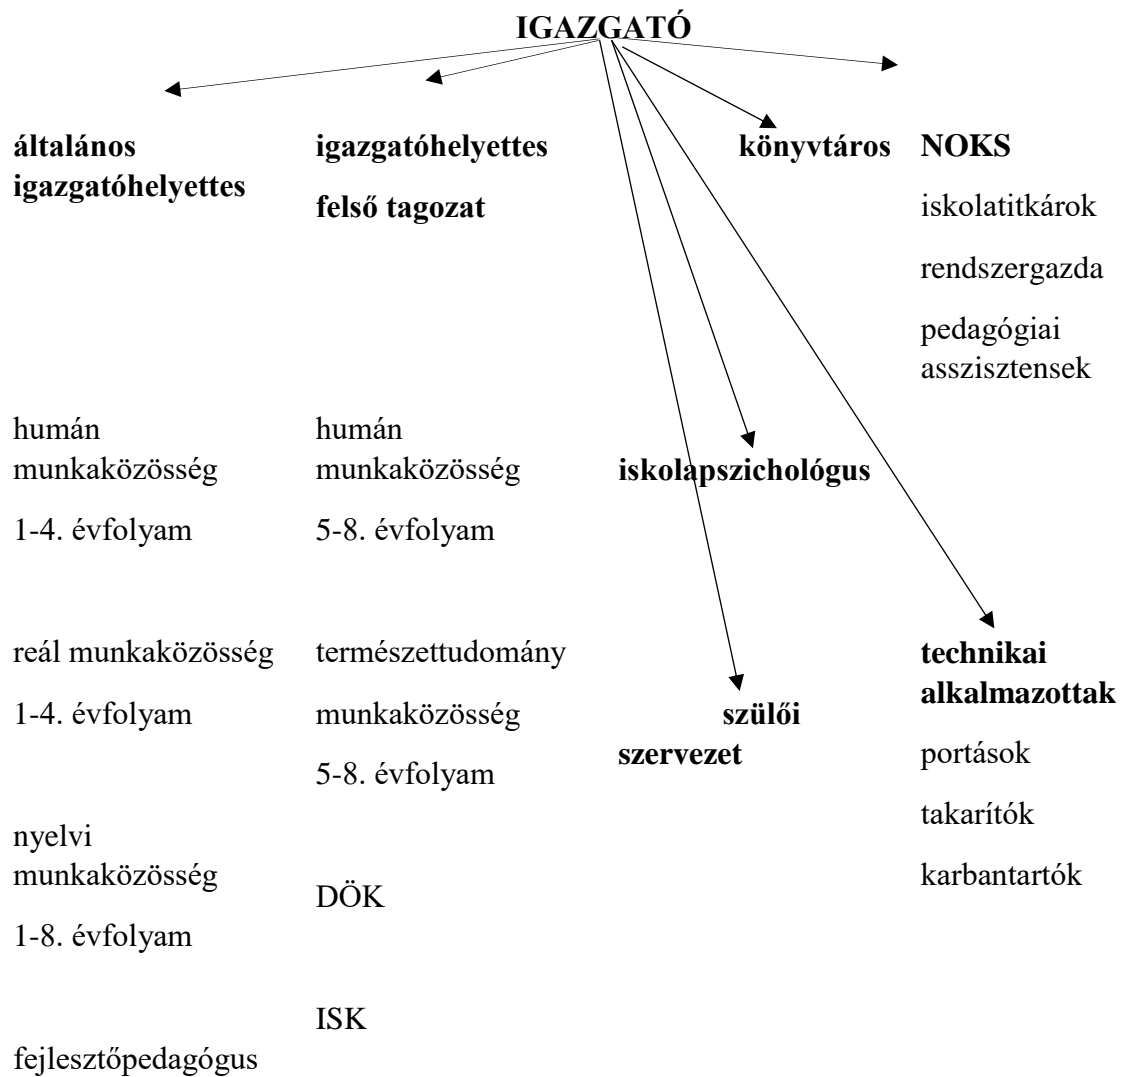 IGAZGATÓ
általános
igazgatóhelyettes
humán
munkaközösség
1-4. évfolyam
reál munkaközösség
1-4. évfolyam
nyelvi
munkaközösség
1-8. évfolyam
fejlesztőpedagógus
igazgatóhelyettes
felső tagozat
humán
munkaközösség
5-8. évfolyam
természettudomány
munkaközösség
5-8. évfolyam
DÖK
ISK
könyvtáros
iskolapszichológus
szülői
szervezet
NOKS
iskolatitkárok
rendszergazda
pedagógiai
asszisztensek
technikai
alkalmazottak
portások
takarítók
karbantartók